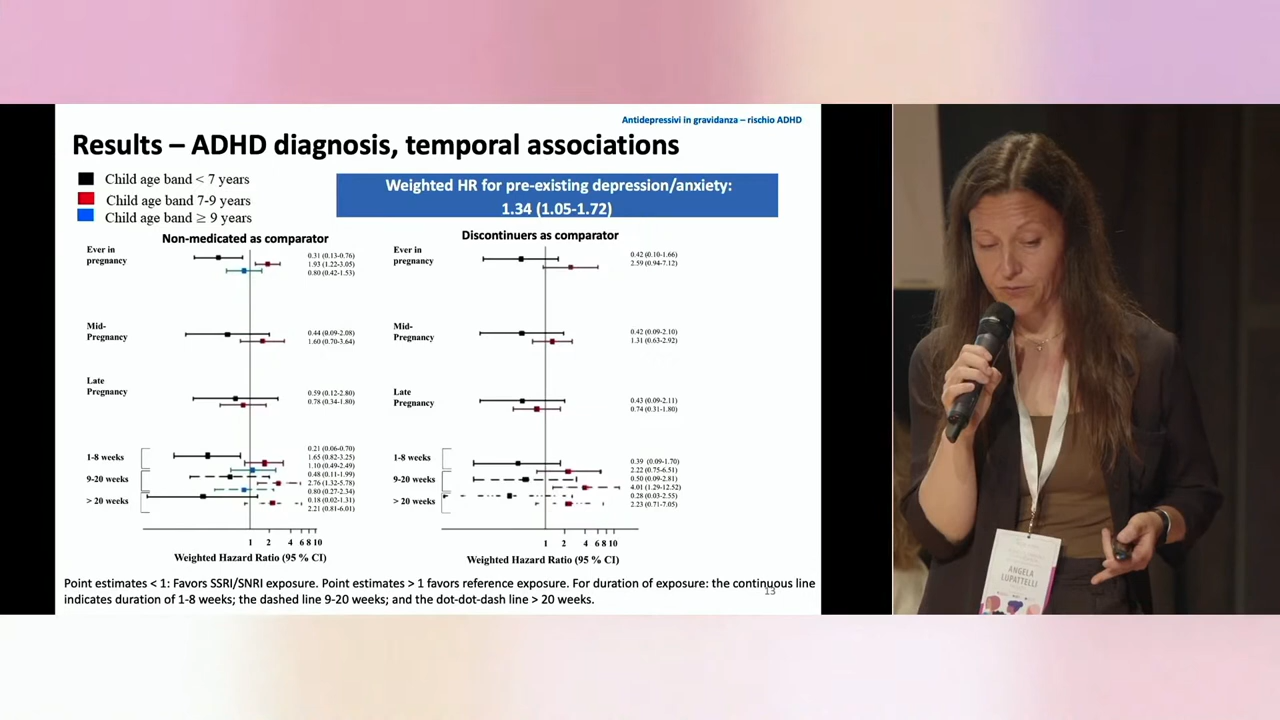 Antidepressivi in gravidanza – rischio ADHD
Results – ADHD diagnosis, temporal associations
Child age band < 7 years
Child age band 7-9 years
Child age band ≥ 9 years
Weighted HR for pre-existing depression/anxiety:
1.34 (1.05-1.72)
Non-medicated as comparator
Ever in
pregnancy
0.31 (0.13-0.76)
1.93 (1.22-3.05)
0.80 (0.42-1.53)
Mid-
Pregnancy
0.44 (0.09-2.08)
1.60 (0.70-3.64)
Late
Pregnancy
0.59 (0.12-2.80)
0.78 (0.34-1.80)
1-8 weeks
9-20 weeks
> 20 weeks
0.21 (0.06-0.70)
1.65 (0.82-3.25)
1.10 (0.49-2.49)
0.48 (0.11-1.99)
2.76 (1.32-5.78)
0.80 (0.27-2.34)
0.18 (0.02-1.31)
2.21 (0.81-6.01)
1 2 4 6 8 10
Weighted Hazard Ratio (95 % CI)
Discontinuers as comparator
Ever in
pregnancy
0.42 (0.10-1.66)
2.59 (0.94-7.12)
Mid-
Pregnancy
0.42 (0.09-2.10)
1.31 (0.63-2.92)
Late
Pregnancy
0.43 (0.09-2.11)
0.74 (0.31-1.80)
1-8 weeks
9-20 weeks
> 20 weeks
0.39 (0.09-1.70)
2.22 (0.75-6.51)
0.50 (0.09-2.81)
4.01 (1.29-12.52)
0.28 (0.03-2.55)
2.23 (0.71-7.05)
1 2 4 6 8 10
Weighted Hazard Ratio (95 % CI)
Point estimates < 1: Favors SSRI/SNRI exposure. Point estimates > 1 favors reference exposure. For duration of exposure: the continuous line
indicates duration of 1-8 weeks; the dashed line 9-20 weeks; and the dot-dot-dash line > 20 weeks.
13
ANGELA
LUPATTELLI